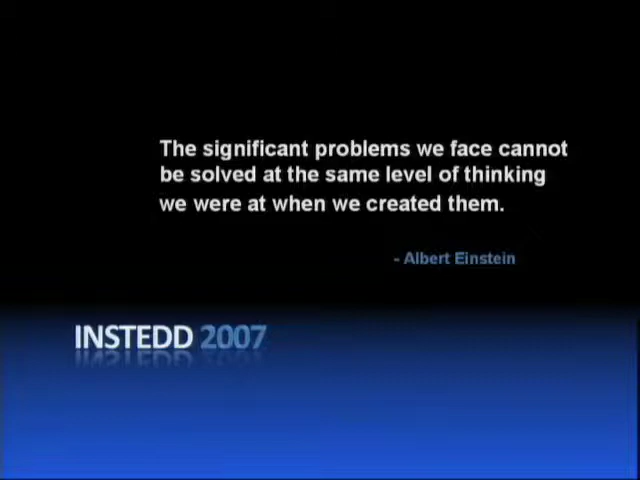 The significant problems we face cannot
be solved at the same level of thinking
we were at when we created them.
- Albert Einstein
INSTEDD 2007